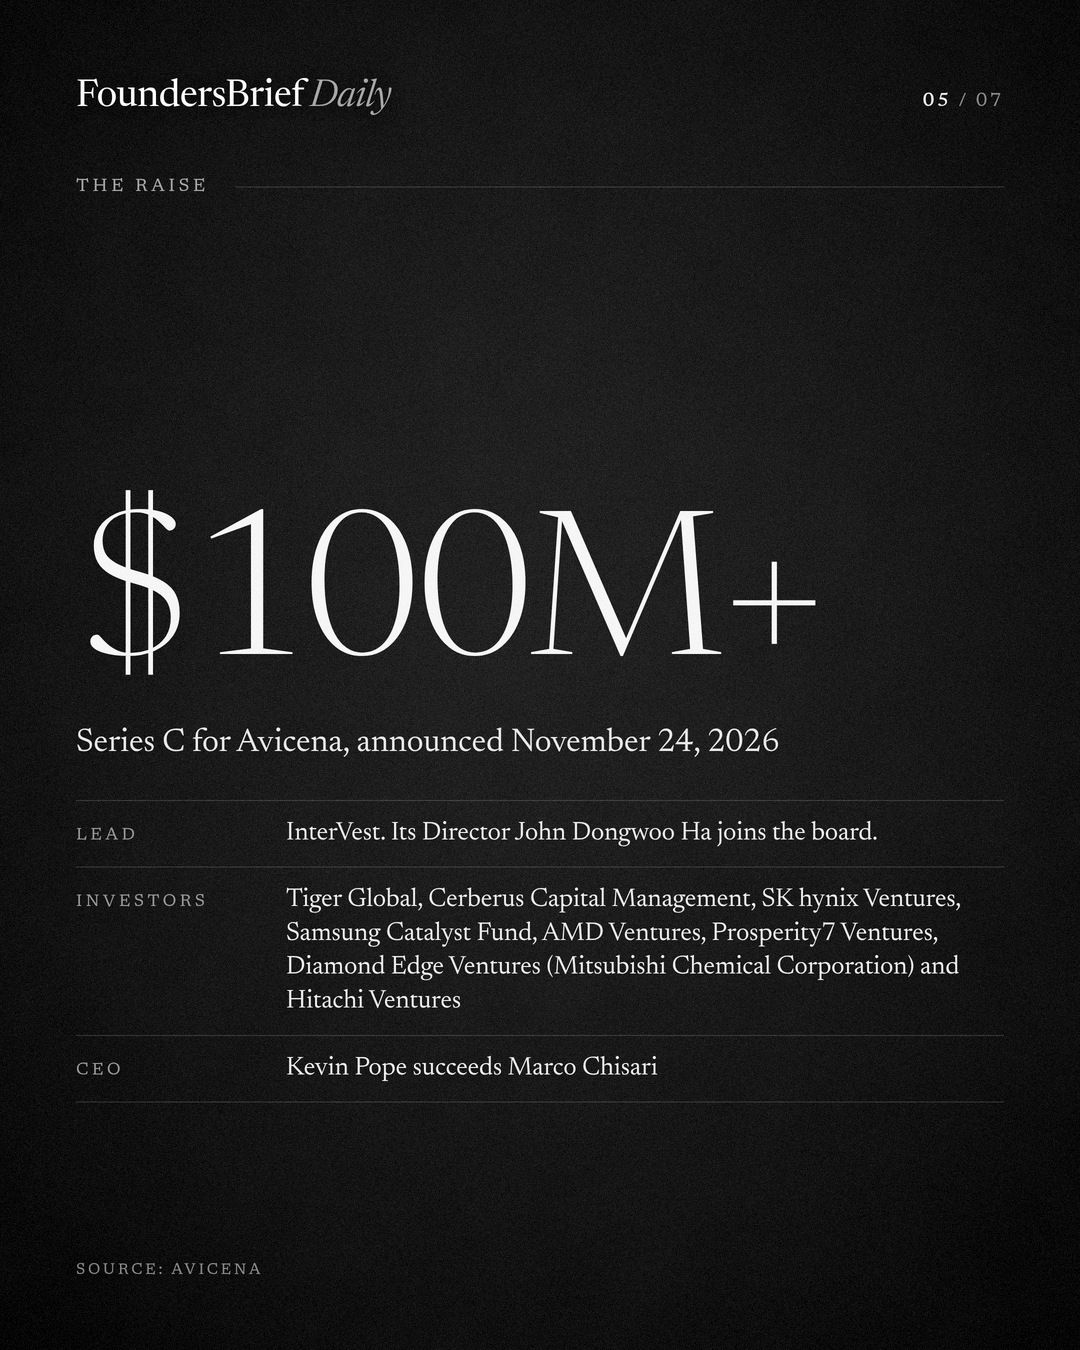 FoundersBrief Daily
05 / 07
THE RAISE
$100M+
Series C for Avicena, announced November 24, 2026
LEAD
InterVest. Its Director John Dongwoo Ha joins the board.
INVESTORS
Tiger Global, Cerberus Capital Management, SK hynix Ventures,
Samsung Catalyst Fund, AMD Ventures, Prosperity7 Ventures,
Diamond Edge Ventures (Mitsubishi Chemical Corporation) and
Hitachi Ventures
CEO
Kevin Pope succeeds Marco Chisari
SOURCE: AVICENA